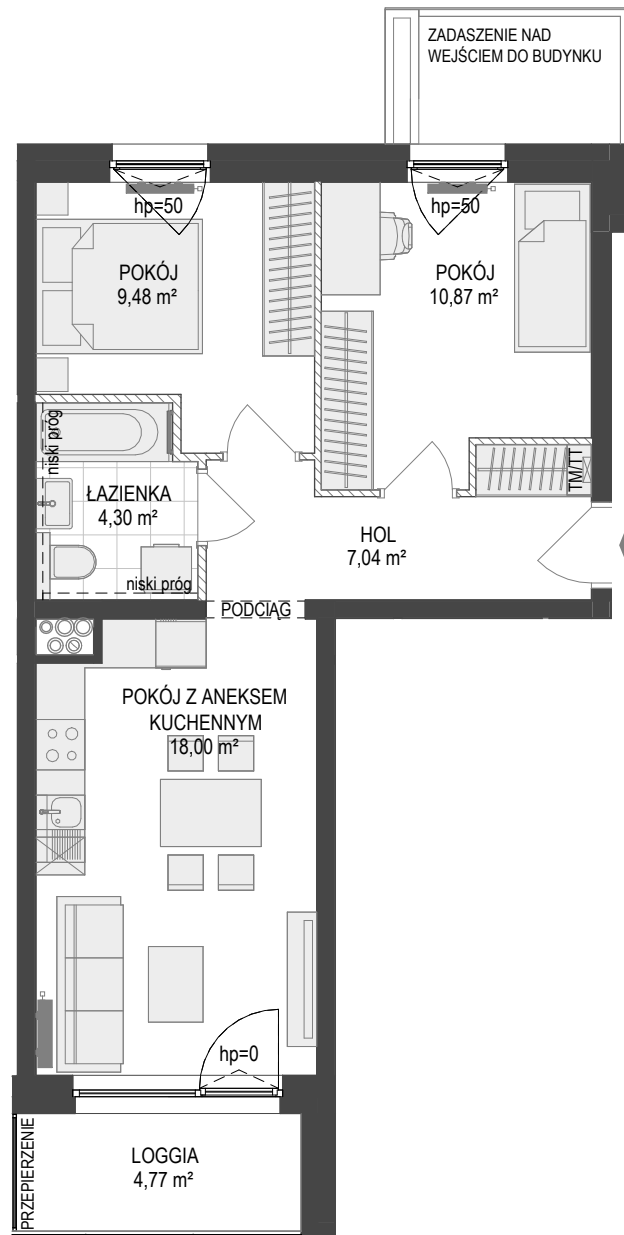 ZADASZENIE NAD
WEJŚCIEM DO BUDYNKU
hp=50
hp=50
POKÓJ
9,48 m²
POKÓJ
10,87 m²
niski próg
TM/TT
ŁAZIENKA
4,30 m²
HOL
7,04 m²
niski próg
PODCIĄG
POKÓJ Z ANEKSEM
KUCHENNYM
18,00 m²
hp=0
PRZEPIERZENIE
LOGGIA
4,77 m²